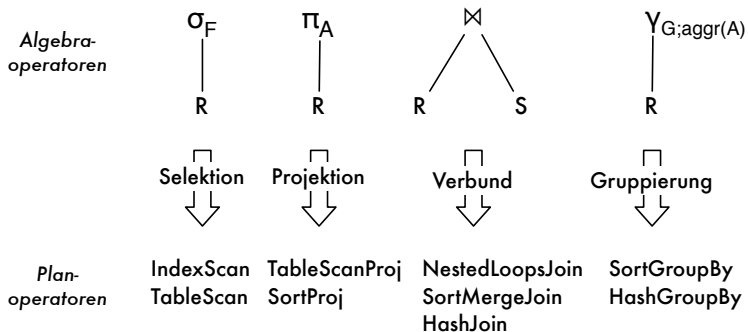 Algebra-
operatoren
σF πA ⋈ γG;aggr(A)
R R R S R
Selektion Projektion Verbund Gruppierung
Plan-
operatoren
IndexScan TableScanProj NestedLoopsJoin SortGroupBy
TableScan SortProj SortMergeJoin HashGroupBy
HashJoin